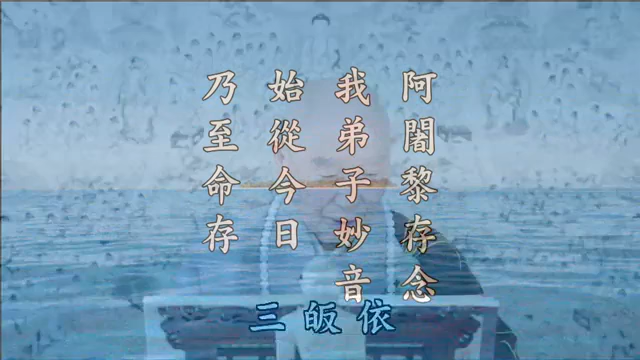 阿闍黎存念
我弟子妙音
始從今日
乃至命存
三皈依